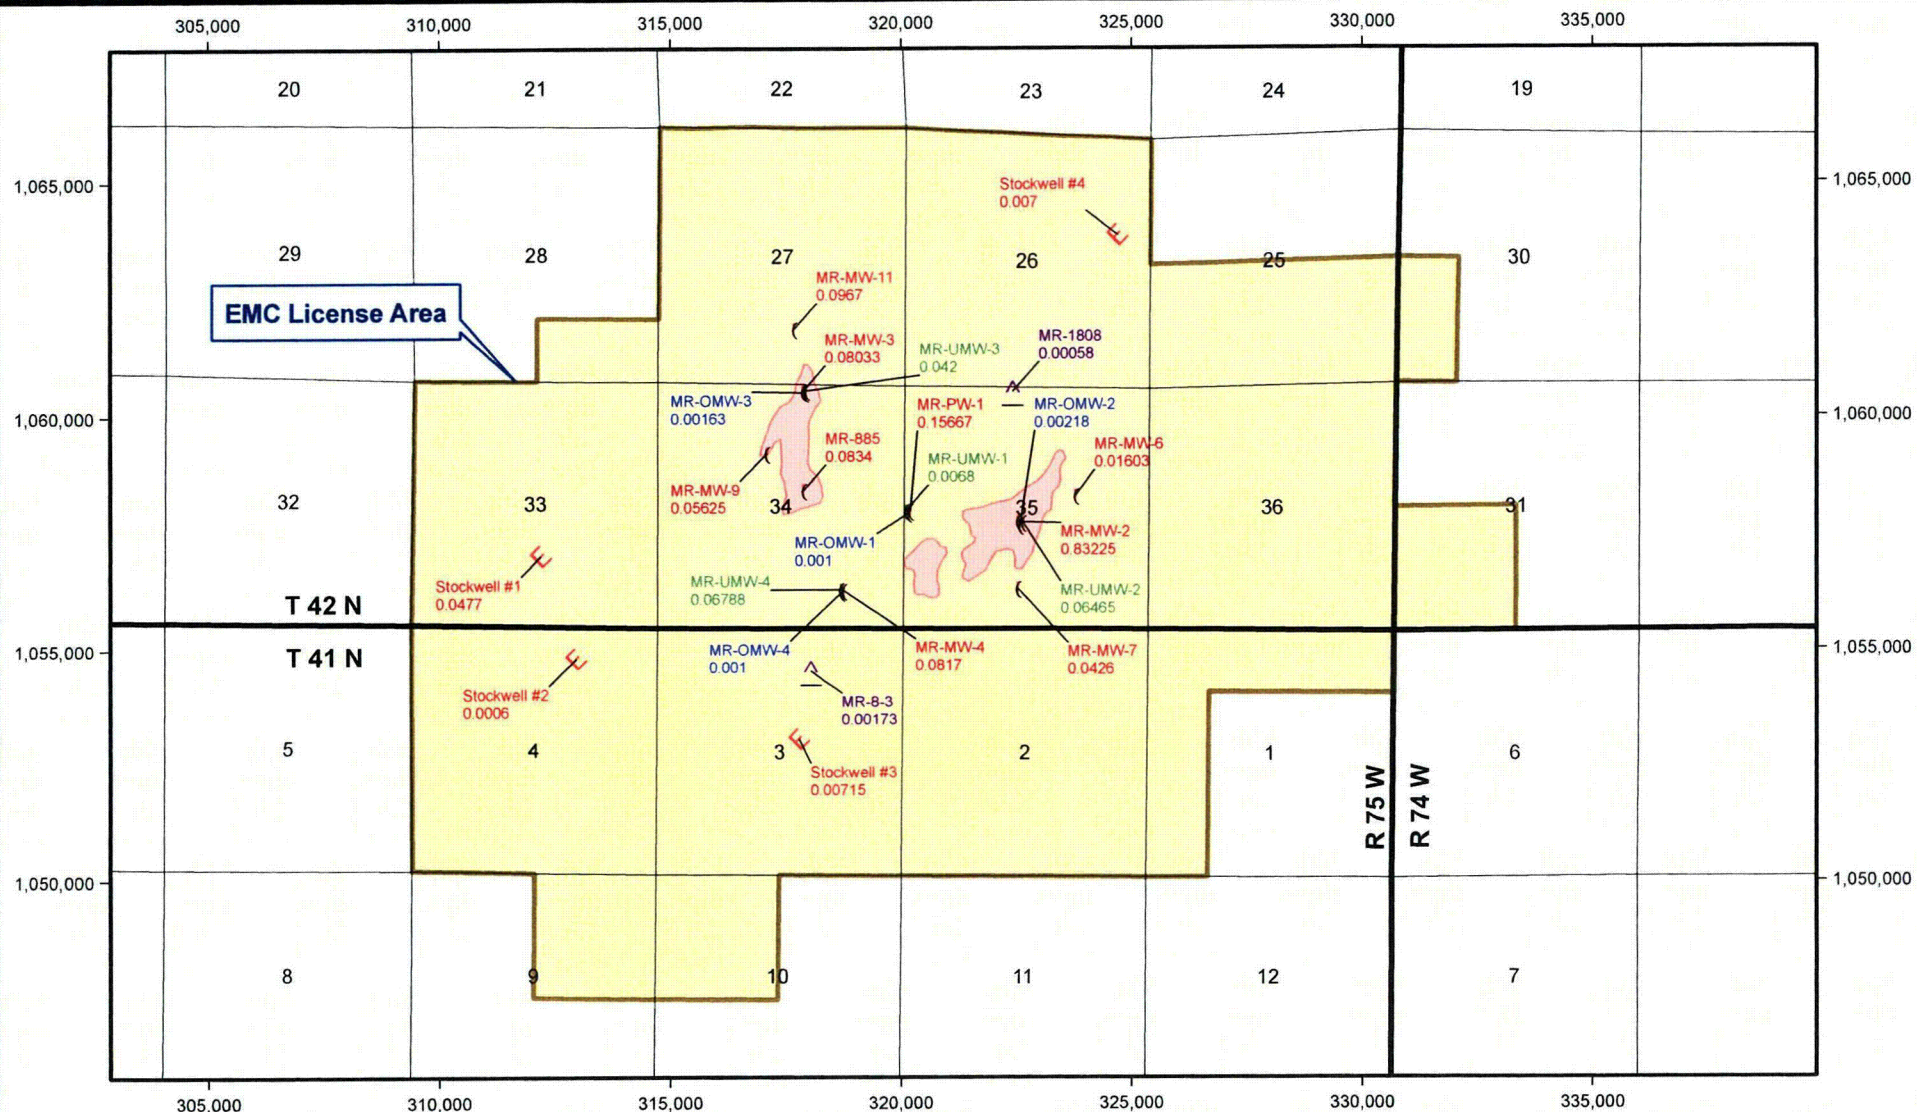 305,000 310,000 315,000 320,000 325,000 330,000 335,000
20 21 22 23 24 19
1,065,000 1,065,000
Stockwell #4
0.007
29 28 27 26 25 30
MR-MW-11
0.0967
EMC License Area
MR-MW-3
0.08033
MR-UMW-3
0.042
MR-1808
0.00058
MR-OMW-3
0.00163
MR-PW-1
0.15667
MR-OMW-2
0.00218
1,060,000 1,060,000
MR-885
0.0834
MR-UMW-1
0.0068
MR-MW-6
0.01603
MR-MW-9
0.05625
32 33 34 35 36 31
MR-OMW-1
0.001
MR-MW-2
0.83225
Stockwell #1
0.0477
MR-UMW-4
0.06788
MR-UMW-2
0.06465
T 42 N
1,055,000 1,055,000
T 41 N
MR-OMW-4
0.001
MR-MW-4
0.0817
MR-MW-7
0.0426
Stockwell #2
0.0006
MR-8-3
0.00173
5 4 3 2 1 6
Stockwell #3
0.00715
R 75 W
R 74 W
1,050,000 1,050,000
8 9 10 11 12 7
305,000 310,000 315,000 320,000 325,000 330,000 335,000